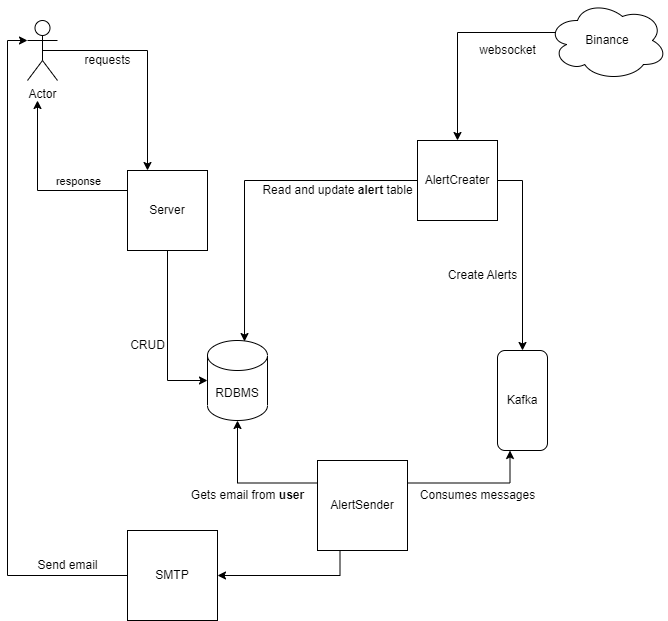 Binance
websocket
requests
Actor
response
AlertCreater
Read and update alert table
Server
Create Alerts
CRUD
RDBMS
Kafka
Gets email from user
AlertSender
Consumes messages
Send email
SMTP